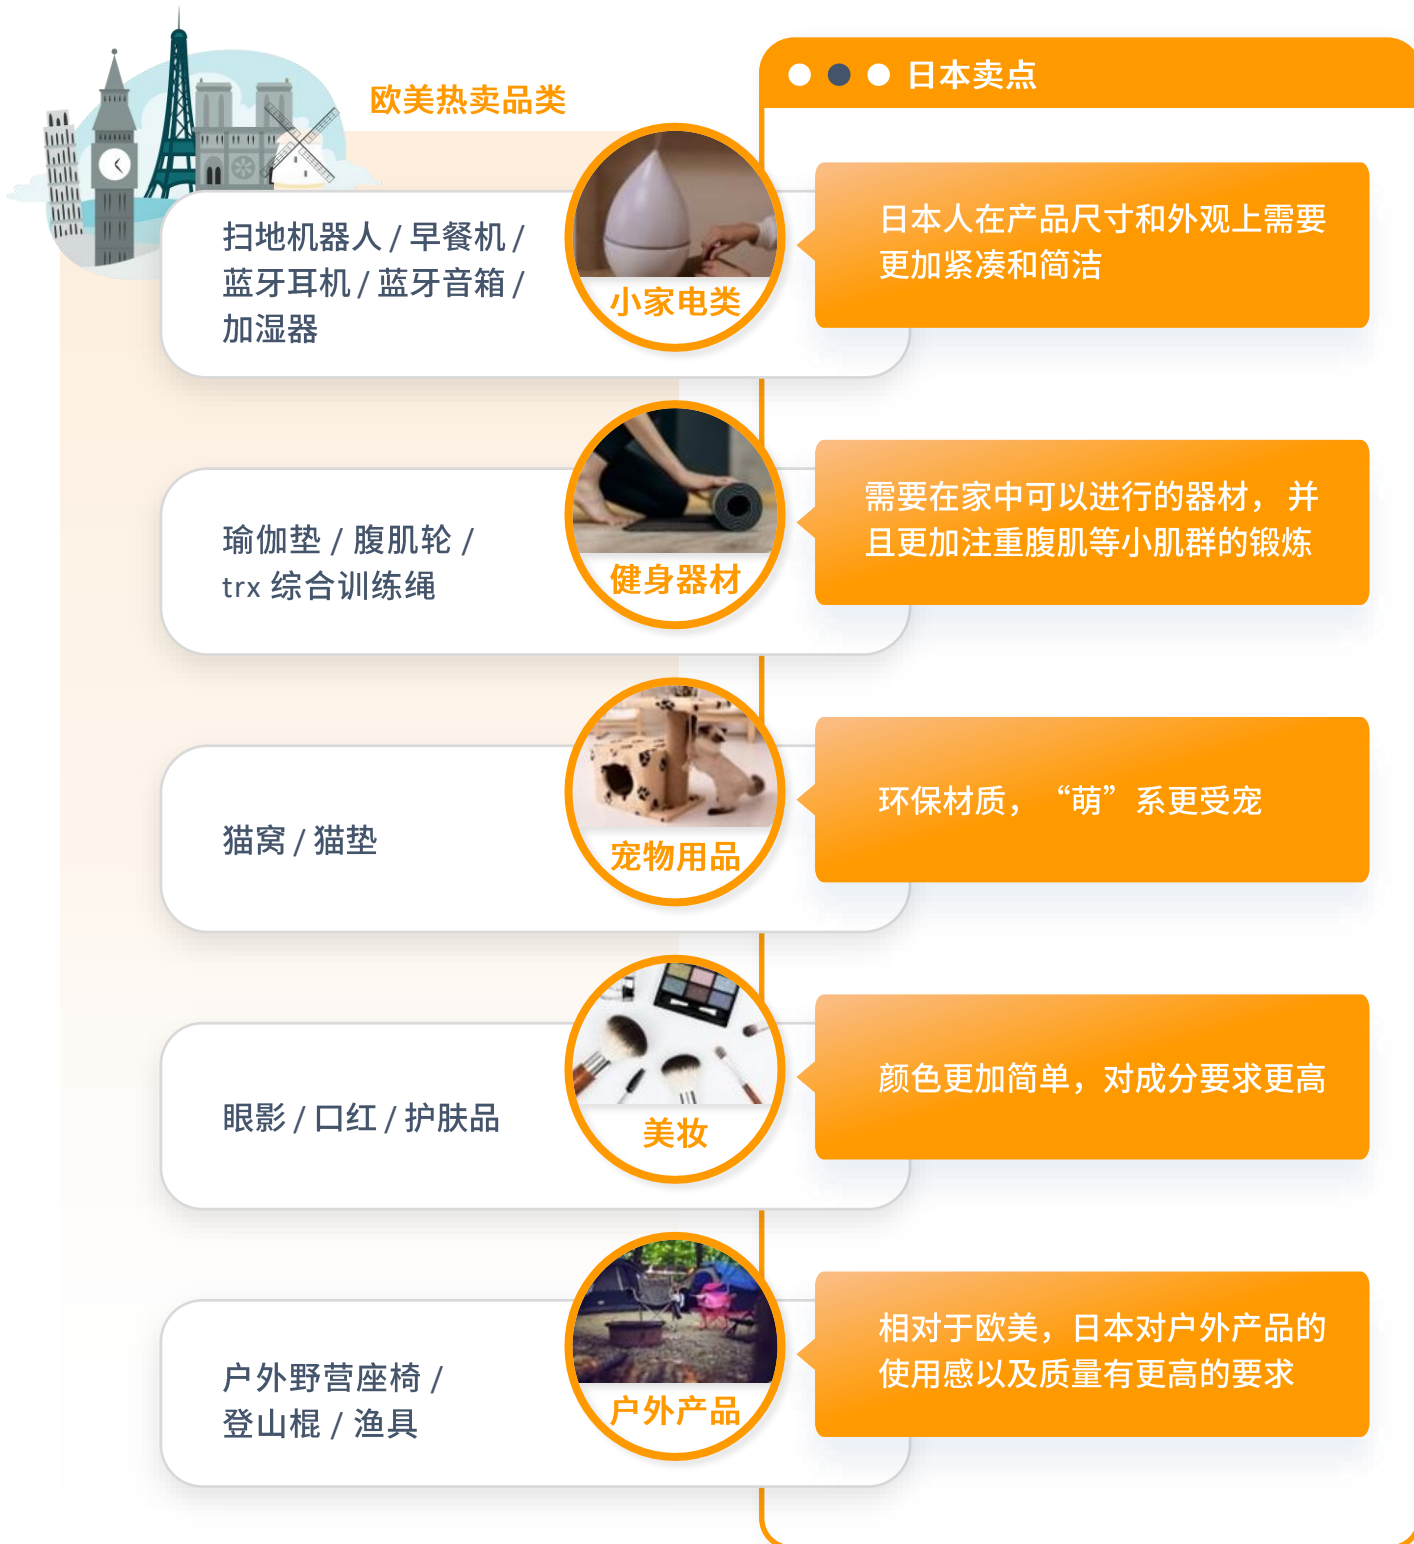 欧美热卖品类
日本卖点
扫地机器人 / 早餐机 /
蓝牙耳机 / 蓝牙音箱 /
加湿器
小家电类
日本人在产品尺寸和外观上需要
更加紧凑和简洁
瑜伽垫 / 腹肌轮 /
trx 综合训练绳
健身器材
需要在家中可以进行的器材， 并
且更加注重腹肌等小肌群的锻炼
猫窝 / 猫垫
宠物用品
环保材质， “萌”系更受宠
眼影 / 口红 / 护肤品
美妆
颜色更加简单，对成分要求更高
户外野营座椅 /
登山棍 / 渔具
户外产品
相对于欧美，日本对户外产品的
使用感以及质量有更高的要求